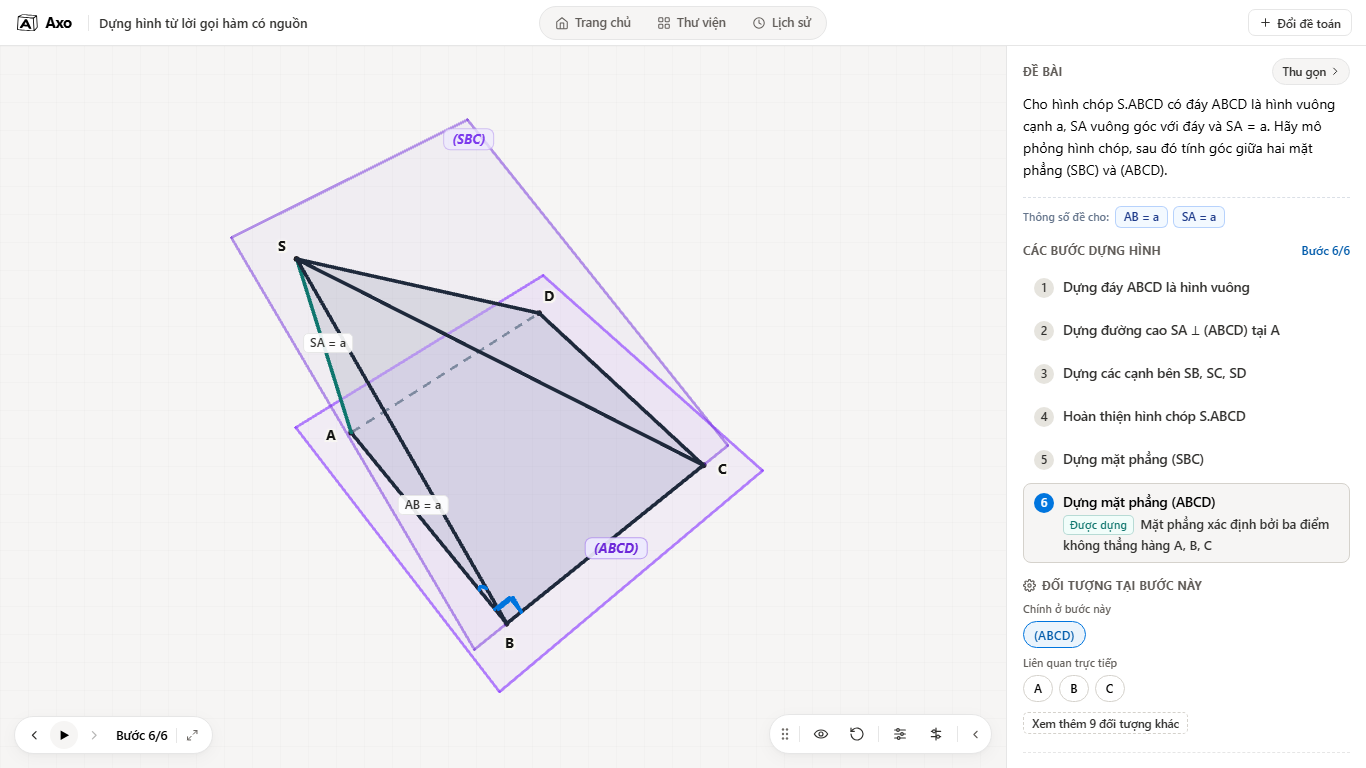 Axo
Dựng hình từ lời gọi hàm có nguồn
Trang chủ
Thư viện
Lịch sử
Đổi đề toán
(SBC)
S
D
SA = a
A
C
AB = a
(ABCD)
B
Bước 6/6
ĐỀ BÀI
Thu gọn
Cho hình chóp S.ABCD có đáy ABCD là hình vuông
cạnh a, SA vuông góc với đáy và SA = a. Hãy mô
phỏng hình chóp, sau đó tính góc giữa hai mặt
phẳng (SBC) và (ABCD).
Thông số đề cho:
AB = a
SA = a
CÁC BƯỚC DỰNG HÌNH
Bước 6/6
1 Dựng đáy ABCD là hình vuông
2 Dựng đường cao SA ⊥ (ABCD) tại A
3 Dựng các cạnh bên SB, SC, SD
4 Hoàn thiện hình chóp S.ABCD
5 Dựng mặt phẳng (SBC)
6 Dựng mặt phẳng (ABCD)
Được dựng Mặt phẳng xác định bởi ba điểm
không thẳng hàng A, B, C
ĐỐI TƯỢNG TẠI BƯỚC NÀY
Chính ở bước này
(ABCD)
Liên quan trực tiếp
A B C
Xem thêm 9 đối tượng khác